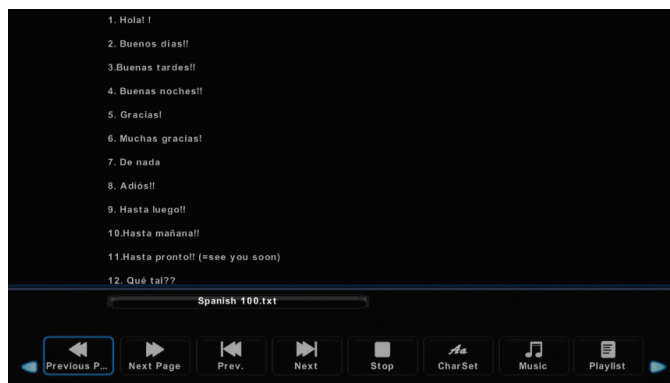 1. Hola! !
2. Buenos días!!
3.Buenas tardes!!
4. Buenas noches!!
5. Gracias!
6. Muchas gracias!
7. De nada
8. Adiós!!
9. Hasta luego!!
10.Hasta mañana!!
11.Hasta pronto!! (=see you soon)
12. Qué tal??
Spanish 100.txt
Previous P... Next Page Prev. Next Stop CharSet Music Playlist